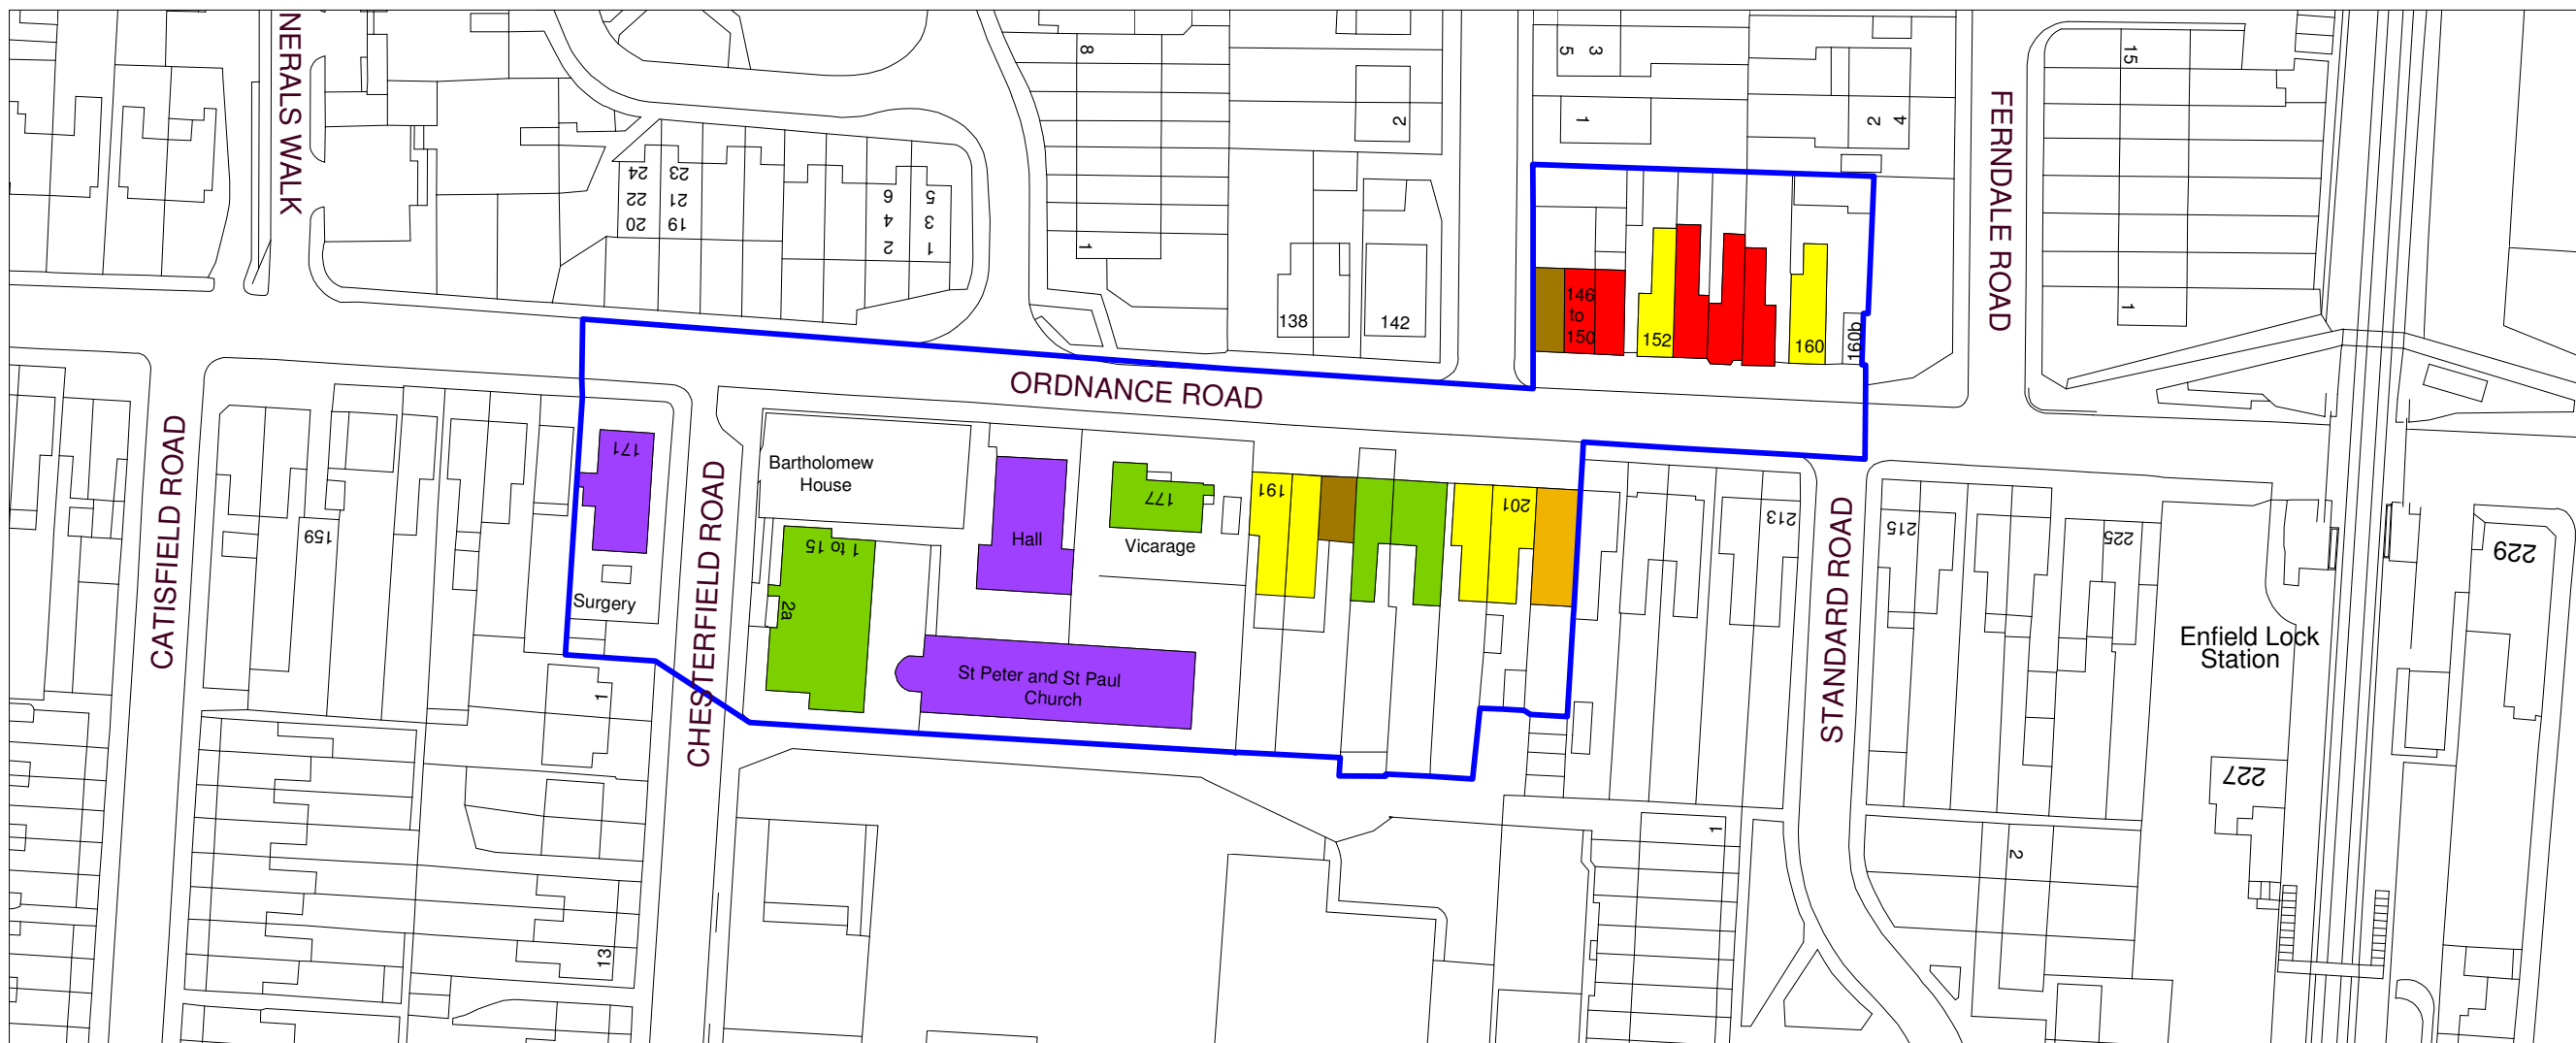 NERALS WALK
8
5
3
15
2
1
2
4
FERNDALE ROAD
24
23
22
21
20
19
6
5
4
3
2
1
1
1
138
142
146
to
150
152
160
160b
ORDNANCE ROAD
CATISFIELD ROAD
159
171
Surgery
CHESTERFIELD ROAD
Bartholomew
House
1 to 15
2a
Hall
177
Vicarage
191
201
213
STANDARD ROAD
215
225
229
Enfield Lock
Station
St Peter and St Paul
Church
1
227
1
2
13